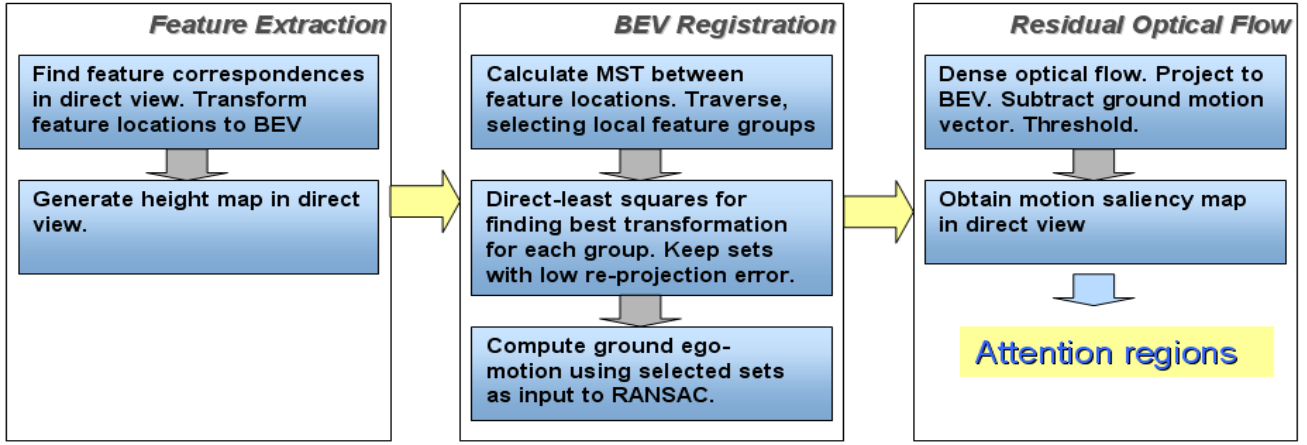 Feature Extraction
Find feature correspondences
in direct view. Transform
feature locations to BEV
Generate height map in direct
view.
BEV Registration
Calculate MST between
feature locations. Traverse,
selecting local feature groups
Direct-least squares for
finding best transformation
for each group. Keep sets
with low re-projection error.
Compute ground ego-
motion using selected sets
as input to RANSAC.
Residual Optical Flow
Dense optical flow. Project to
BEV. Subtract ground motion
vector. Threshold.
Obtain motion saliency map
in direct view
Attention regions